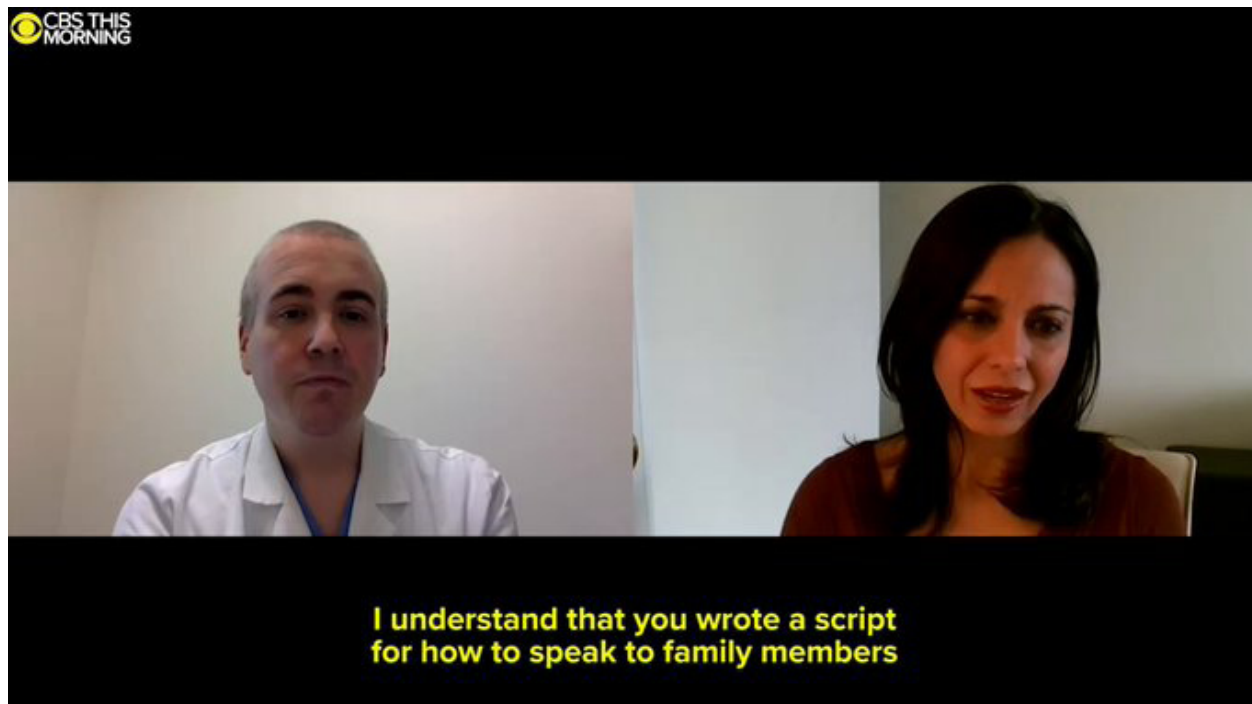 CBS THIS
MORNING
I understand that you wrote a script
for how to speak to family members